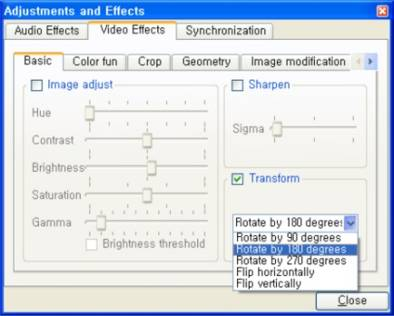 Adjustments and Effects
Audio Effects Video Effects Synchronization
Basic Color fun Crop Geometry Image modification
Image adjust
Hue
Contrast
Brightness
Saturation
Gamma
Brightness threshold
Sharpen
Sigma
Transform
Rotate by 180 degrees
Rotate by 90 degrees
Rotate by 180 degrees
Rotate by 270 degrees
Flip horizontally
Flip vertically
Close